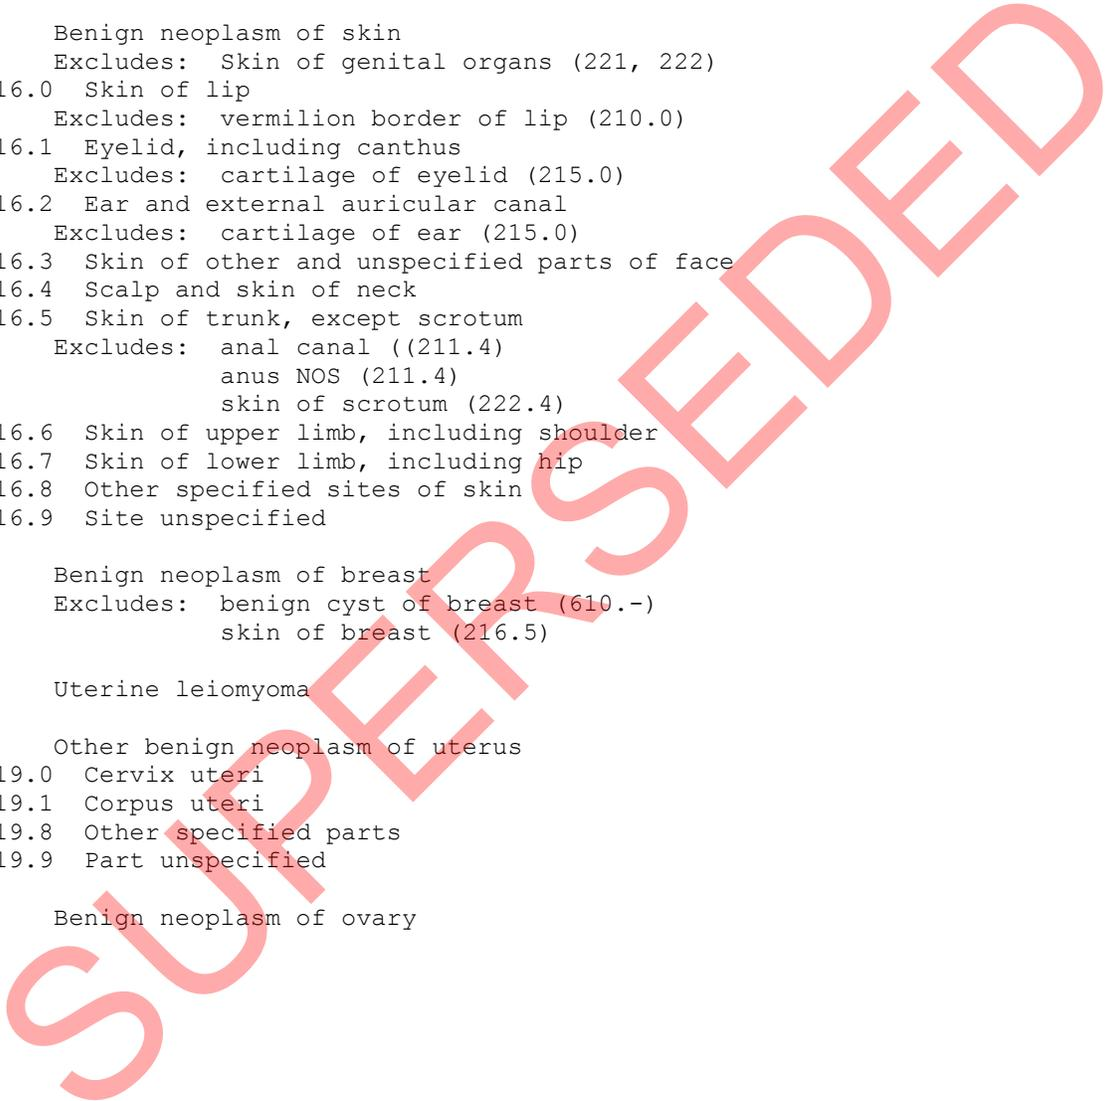 Benign neoplasm of skin
Excludes:  Skin of genital organs (221, 222)
16.0  Skin of lip
Excludes:  vermilion border of lip (210.0)
16.1  Eyelid, including canthus
Excludes:  cartilage of eyelid (215.0)
16.2  Ear and external auricular canal
Excludes:  cartilage of ear (215.0)
16.3  Skin of other and unspecified parts of face
16.4  Scalp and skin of neck
16.5  Skin of trunk, except scrotum
Excludes:  anal canal ((211.4)
anus NOS (211.4)
skin of scrotum (222.4)
16.6  Skin of upper limb, including shoulder
16.7  Skin of lower limb, including hip
16.8  Other specified sites of skin
16.9  Site unspecified
Benign neoplasm of breast
Excludes:  benign cyst of breast (610.-)
skin of breast (216.5)
Uterine leiomyoma
Other benign neoplasm of uterus
19.0  Cervix uteri
19.1  Corpus uteri
19.8  Other specified parts
19.9  Part unspecified
Benign neoplasm of ovary
SUPERSEDED